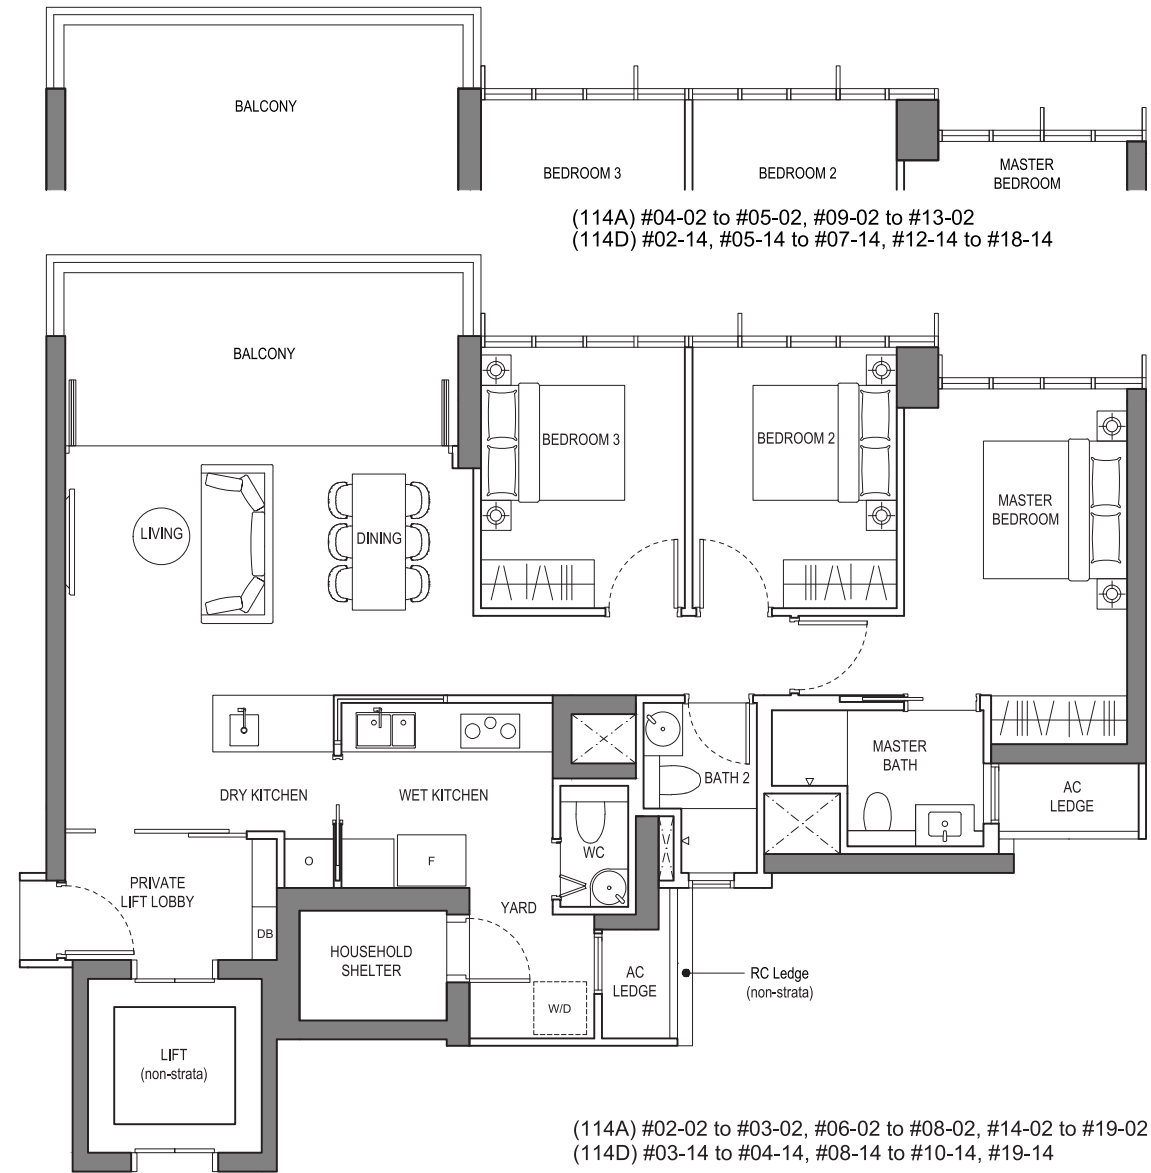 BALCONY
BEDROOM 3
BEDROOM 2
MASTER
BEDROOM
(114A) #04-02 to #05-02, #09-02 to #13-02
(114D) #02-14, #05-14 to #07-14, #12-14 to #18-14
BALCONY
BEDROOM 3
BEDROOM 2
MASTER
BEDROOM
LIVING
DINING
MASTER
BATH
BATH 2
AC
LEDGE
DRY KITCHEN
WET KITCHEN
O
F
WC
PRIVATE
LIFT LOBBY
YARD
DB
HOUSEHOLD
SHELTER
AC
LEDGE
RC Ledge
(non-strata)
W/D
LIFT
(non-strata)
(114A) #02-02 to #03-02, #06-02 to #08-02, #14-02 to #19-02
(114D) #03-14 to #04-14, #08-14 to #10-14, #19-14